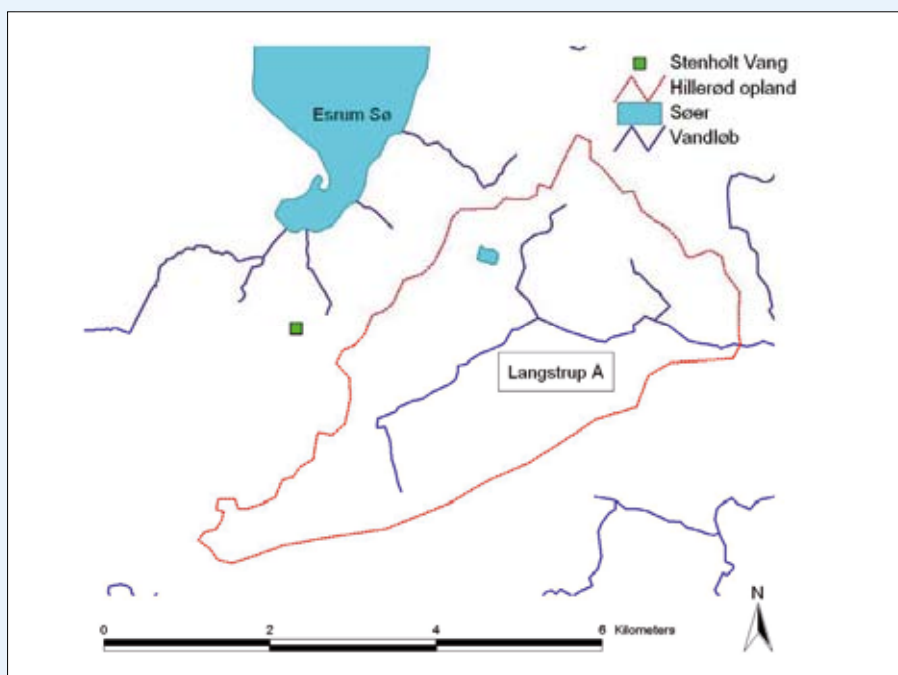 Stenholt Vang
Hillerød opland
Søer
Vandløb
Esrum Sø
Langstrup Å
N
0 2 4 6 Kilometers